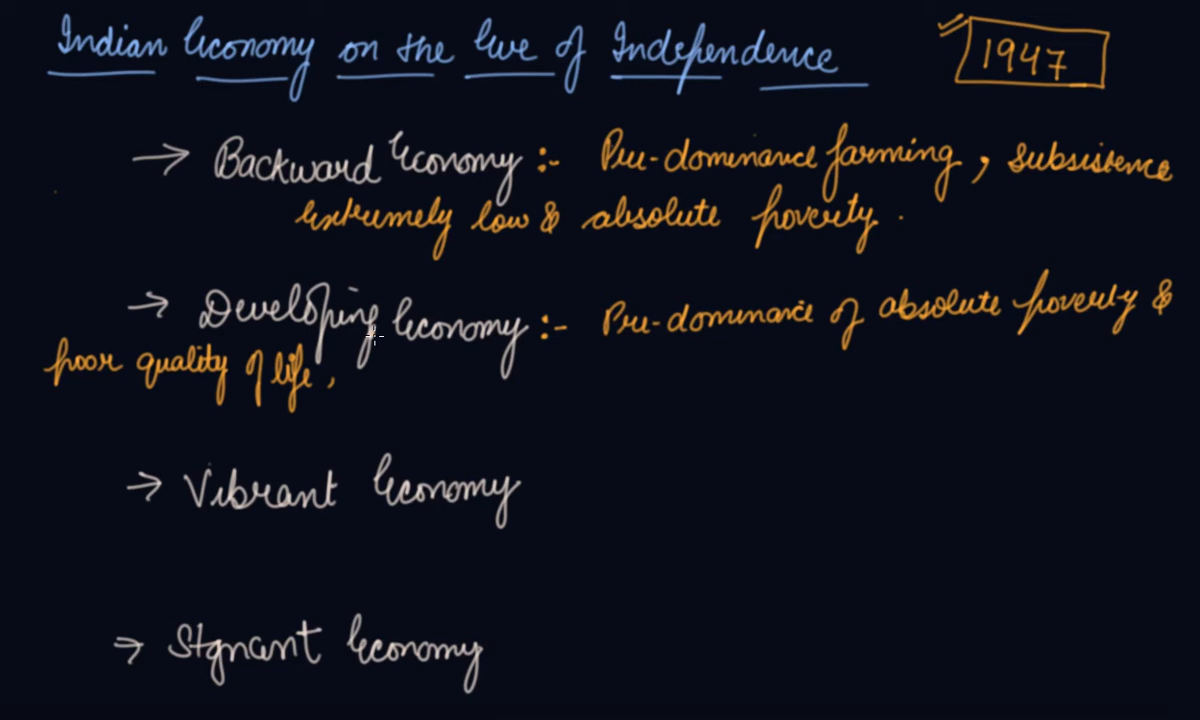 Indian Economy on the Eve of Independence 1947
→ Backward Economy :- Pre-dominance farming, subsistence
extremely low & absolute poverty.
→ Developing Economy :- Pre-dominance of absolute poverty &
poor quality of life,
→ Vibrant Economy
→ Stgnant Economy